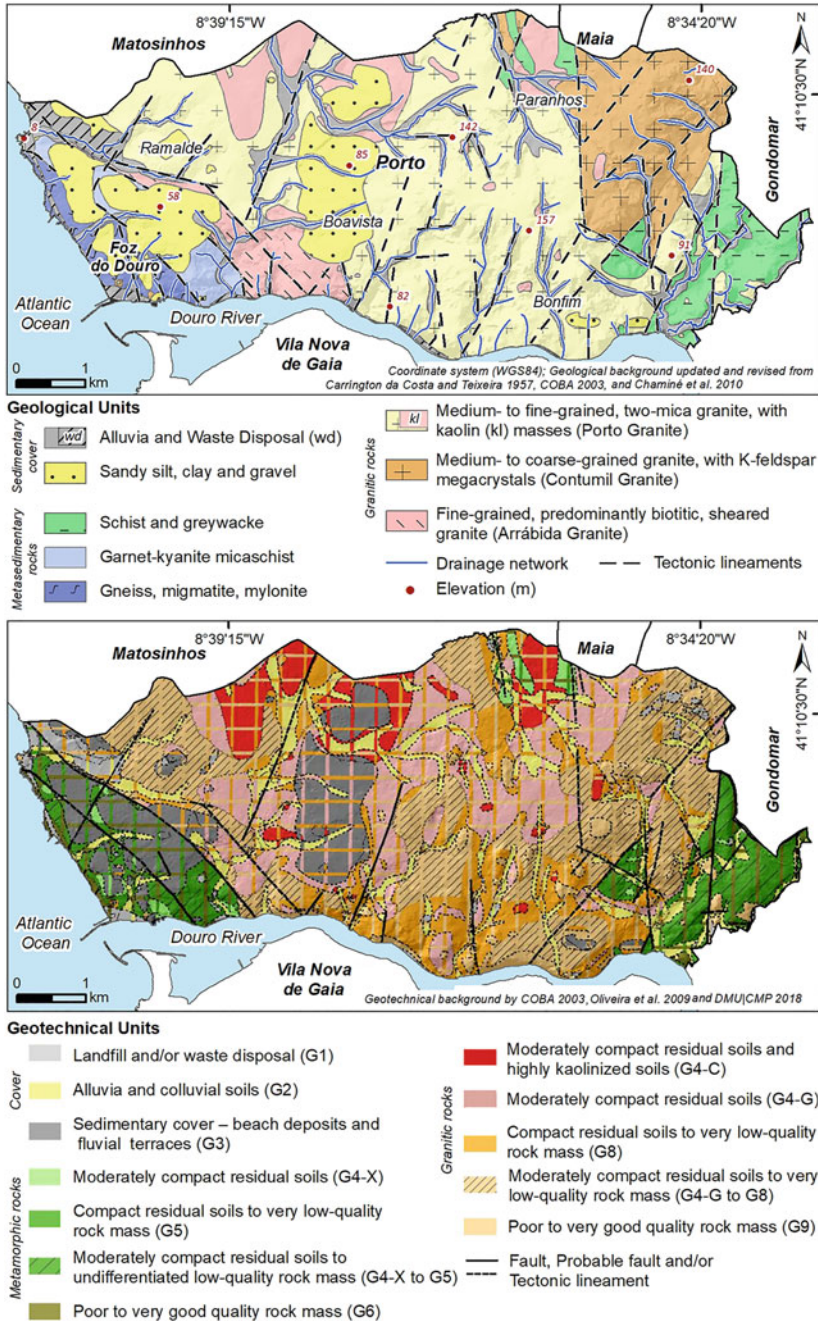 8°39'15"W
8°34'20"W
N
Matosinhos
Maia
140
41°10'30"N
Paranhos
8
142
Ramalde
85
Porto
Gondomar
58
Boavista
157
Foz
do Douro
91
82
Bonfim
Atlantic
Ocean
Douro River
Vila Nova
de Gaia
0 1
km
Coordinate system (WGS84); Geological background updated and revised from
Carrington da Costa and Teixeira 1957, COBA 2003, and Chaminé et al. 2010
Geological Units
Sedimentary
cover
wd
Alluvia and Waste Disposal (wd)
Sandy silt, clay and gravel
Metasedimentary
rocks
Schist and greywacke
Garnet-kyanite micaschist
Gneiss, migmatite, mylonite
Granitic rocks
kl
Medium- to fine-grained, two-mica granite, with
kaolin (kl) masses (Porto Granite)
Medium- to coarse-grained granite, with K-feldspar
megacrystals (Contumil Granite)
Fine-grained, predominantly biotitic, sheared
granite (Arrábida Granite)
Drainage network
Tectonic lineaments
Elevation (m)
8°39'15"W
8°34'20"W
N
Matosinhos
Maia
41°10'30"N
Gondomar
Atlantic
Ocean
Douro River
Vila Nova
de Gaia
0 1
km
Geotechnical background by COBA 2003, Oliveira et al. 2009 and DMU|CMP 2018
Geotechnical Units
Cover
Landfill and/or waste disposal (G1)
Alluvia and colluvial soils (G2)
Sedimentary cover – beach deposits and
fluvial terraces (G3)
Metamorphic rocks
Moderately compact residual soils (G4-X)
Compact residual soils to very low-quality
rock mass (G5)
Moderately compact residual soils to
undifferentiated low-quality rock mass (G4-X to G5)
Poor to very good quality rock mass (G6)
Granitic rocks
Moderately compact residual soils and
highly kaolinized soils (G4-C)
Moderately compact residual soils (G4-G)
Compact residual soils to very low-quality
rock mass (G8)
Moderately compact residual soils to very
low-quality rock mass (G4-G to G8)
Poor to very good quality rock mass (G9)
Fault, Probable fault and/or
Tectonic lineament